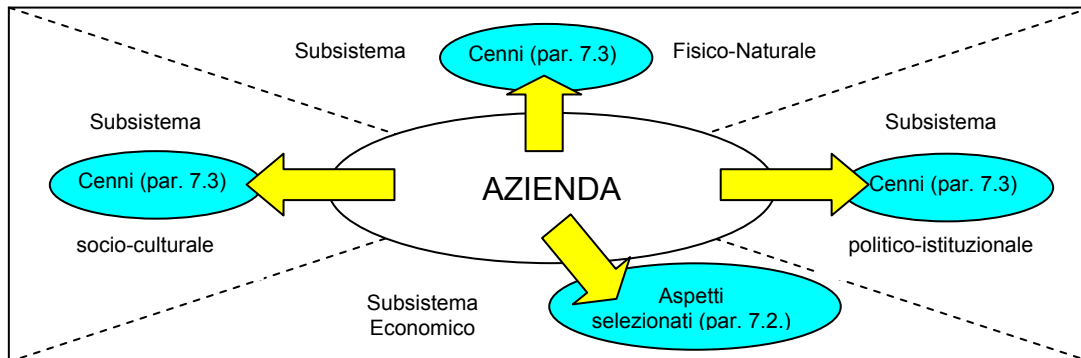 Subsistema
Cenni (par. 7.3)
Fisico-Naturale
Subsistema
Cenni (par. 7.3)
socio-culturale
AZIENDA
Subsistema
Cenni (par. 7.3)
politico-istituzionale
Subsistema
Economico
Aspetti
selezionati (par. 7.2.)